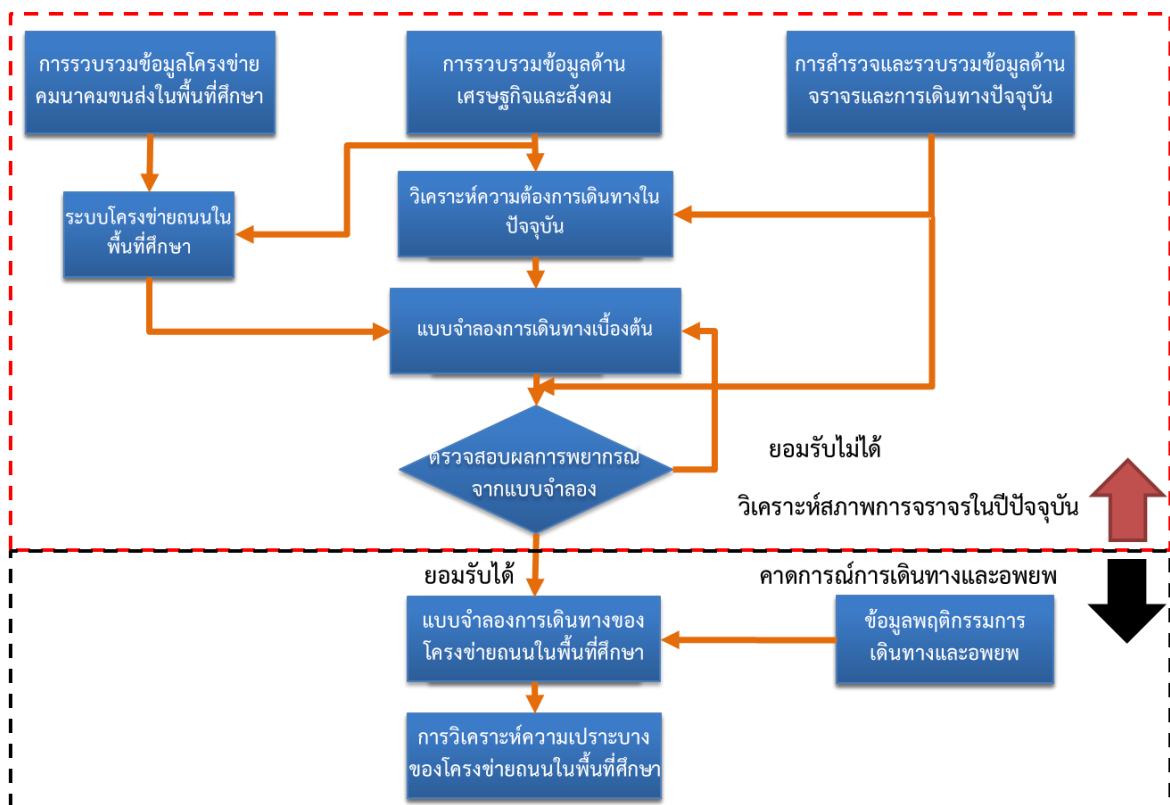 การรวบรวมข้อมูลโครงข่าย
คมนาคมขนส่งในพื้นที่ศึกษา
การรวบรวมข้อมูลด้าน
เศรษฐกิจและสังคม
การสำรวจและรวบรวมข้อมูลด้าน
จราจรและการเดินทางปัจจุบัน
ระบบโครงข่ายถนนใน
พื้นที่ศึกษา
วิเคราะห์ความต้องการเดินทางใน
ปัจจุบัน
แบบจำลองการเดินทางเบื้องต้น
ตรวจสอบผลการพยากรณ์
จากแบบจำลอง
ยอมรับไม่ได้
วิเคราะห์สภาพการจราจรในปีปัจจุบัน
ยอมรับได้
คาดการณ์การเดินทางและอพยพ
แบบจำลองการเดินทางของ
โครงข่ายถนนในพื้นที่ศึกษา
ข้อมูลพฤติกรรมการ
เดินทางและอพยพ
การวิเคราะห์ความเปราะบาง
ของโครงข่ายถนนในพื้นที่ศึกษา